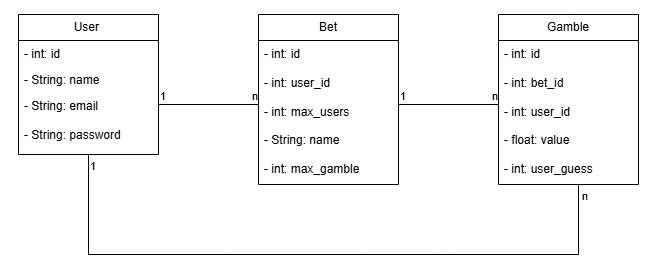 User
- int: id
- String: name
- String: email
- String: password
Bet
- int: id
- int: user_id
- int: max_users
- String: name
- int: max_gamble
Gamble
- int: id
- int: bet_id
- int: user_id
- float: value
- int: user_guess
1
n
1
n
1
n